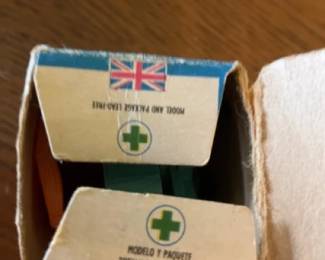 MODEL AND PACKAGE LEAD-FREE
MODELO Y PAQUETE